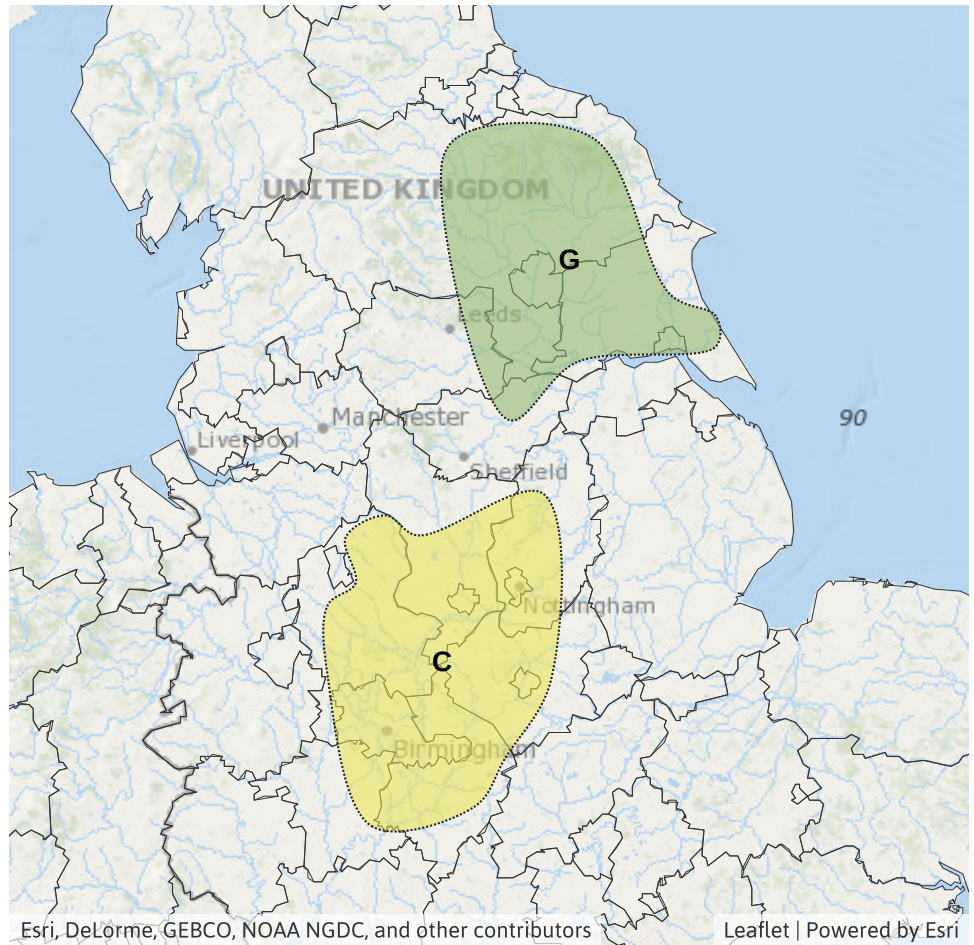 UNITED KINGDOM
G
Leeds
Manchester
90
Liverpool
Sheffield
Nottingham
C
Birmingham
Esri, DeLorme, GEBCO, NOAA NGDC, and other contributors
Leaflet | Powered by Esri